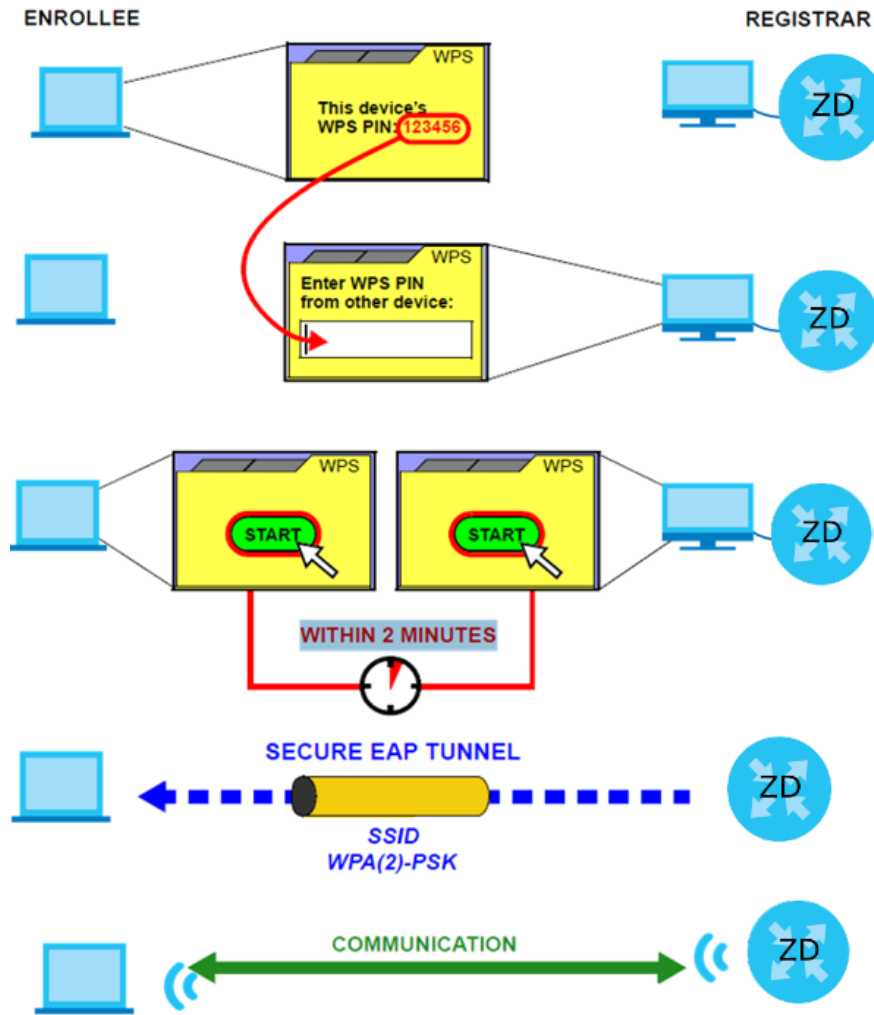 ENROLLEE
REGISTRAR
WPS
This device's
WPS PIN: 123456
ZD
WPS
Enter WPS PIN
from other device:
ZD
WPS
START
WPS
START
ZD
WITHIN 2 MINUTES
SECURE EAP TUNNEL
ZD
SSID
WPA(2)-PSK
COMMUNICATION
ZD